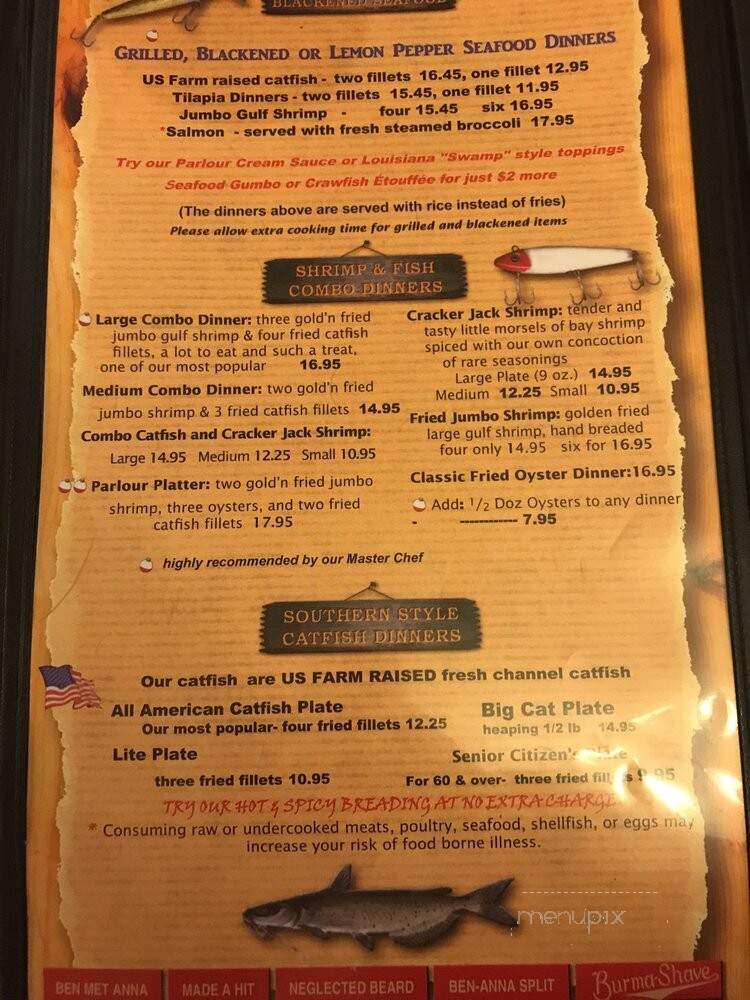 BLACKENED SEAFOOD
GRILLED, BLACKENED OR LEMON PEPPER SEAFOOD DINNERS
US Farm raised catfish - two fillets 16.45, one fillet 12.95
Tilapia Dinners - two fillets 15.45, one fillet 11.95
Jumbo Gulf Shrimp - four 15.45 six 16.95
*Salmon - served with fresh steamed broccoli 17.95
Try our Parlour Cream Sauce or Louisiana "Swamp" style toppings
Seafood Gumbo or Crawfish Étouffée for just $2 more
(The dinners above are served with rice instead of fries)
Please allow extra cooking time for grilled and blackened items
SHRIMP & FISH
COMBO DINNERS
Large Combo Dinner: three gold'n fried
jumbo gulf shrimp & four fried catfish
fillets, a lot to eat and such a treat,
one of our most popular 16.95
Medium Combo Dinner: two gold'n fried
jumbo shrimp & 3 fried catfish fillets 14.95
Combo Catfish and Cracker Jack Shrimp:
Large 14.95 Medium 12.25 Small 10.95
Parlour Platter: two gold'n fried jumbo
shrimp, three oysters, and two fried
catfish fillets 17.95
Cracker Jack Shrimp: tender and
tasty little morsels of bay shrimp
spiced with our own concoction
of rare seasonings
Large Plate (9 oz.) 14.95
Medium 12.25 Small 10.95
Fried Jumbo Shrimp: golden fried
large gulf shrimp, hand breaded
four only 14.95 six for 16.95
Classic Fried Oyster Dinner:16.95
Add: 1/2 Doz Oysters to any dinner
- ------------ 7.95
highly recommended by our Master Chef
SOUTHERN STYLE
CATFISH DINNERS
Our catfish are US FARM RAISED fresh channel catfish
All American Catfish Plate
Our most popular- four fried fillets 12.25
Big Cat Plate
heaping 1/2 lb 14.95
Lite Plate
three fried fillets 10.95
Senior Citizen's Plate
For 60 & over- three fried fillets 9.95
TRY OUR HOT & SPICY BREADING AT NO EXTRA CHARGE
* Consuming raw or undercooked meats, poultry, seafood, shellfish, or eggs may
increase your risk of food borne illness.
menupix
BEN MET ANNA MADE A HIT NEGLECTED BEARD BEN-ANNA SPLIT Burma-Shave